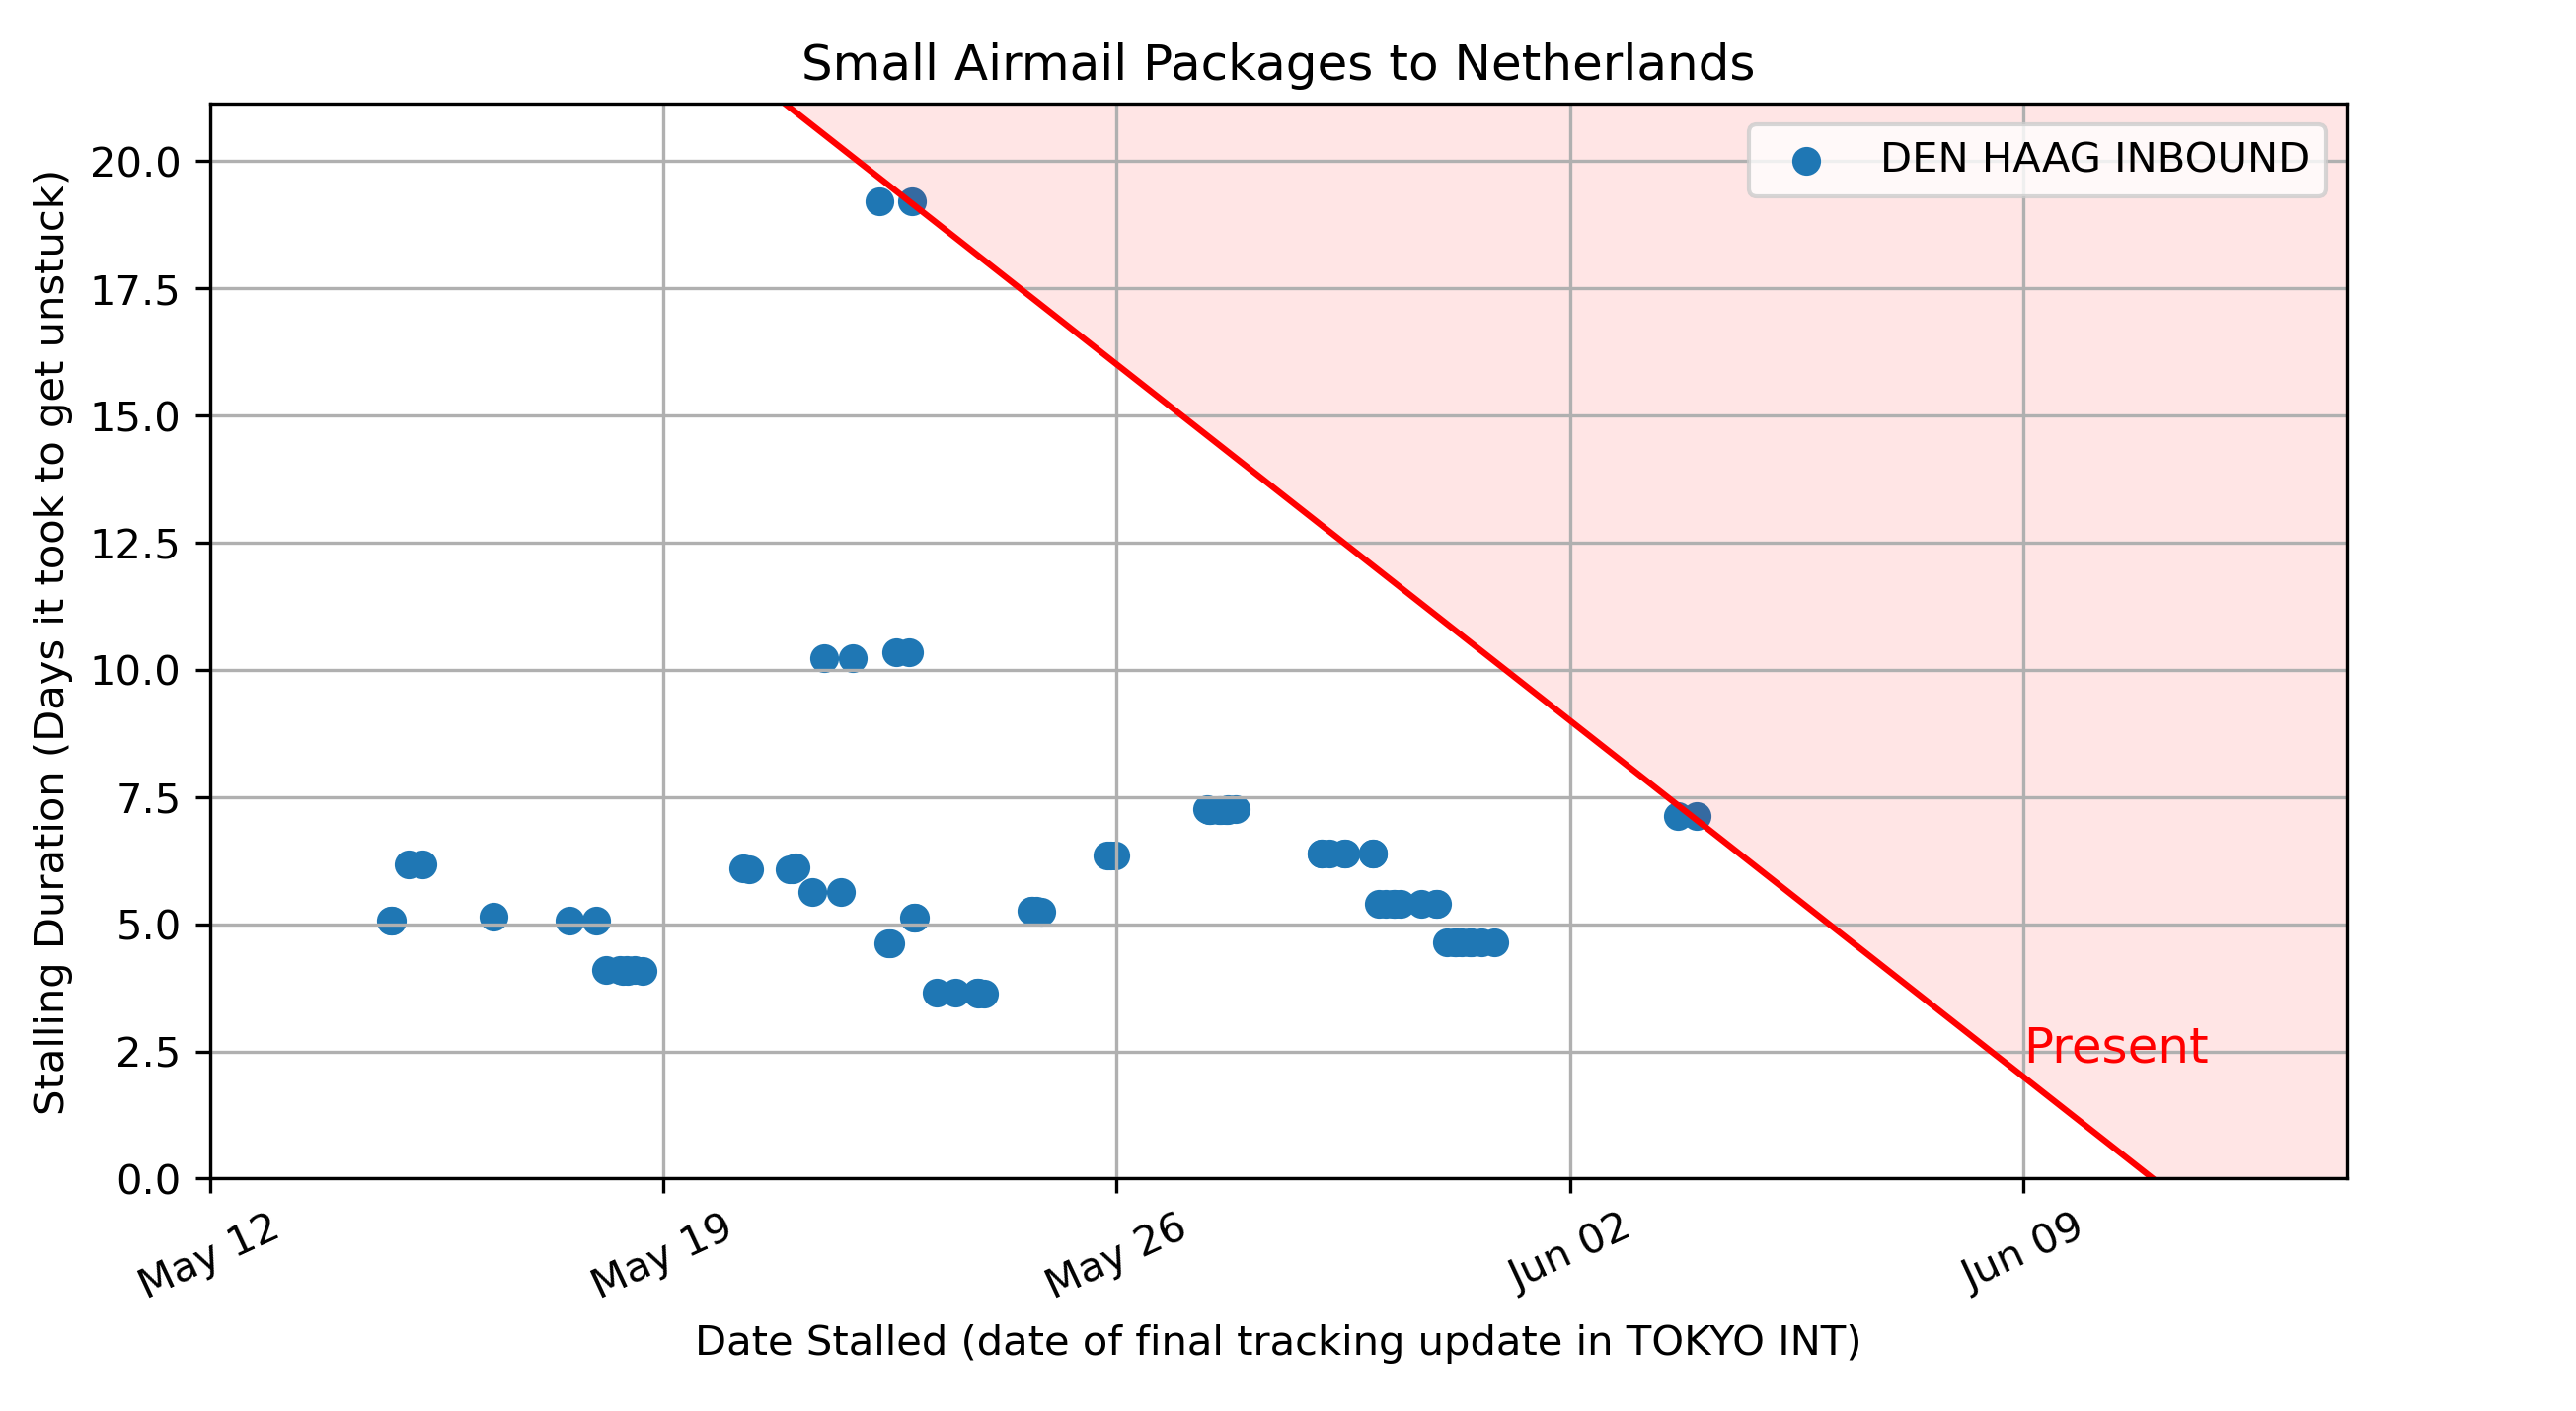 Small Airmail Packages to Netherlands
DEN HAAG INBOUND
Stalling Duration (Days it took to get unstuck)
20.0
17.5
15.0
12.5
10.0
7.5
5.0
2.5
0.0
Present
May 12
May 19
May 26
Jun 02
Jun 09
Date Stalled (date of final tracking update in TOKYO INT)